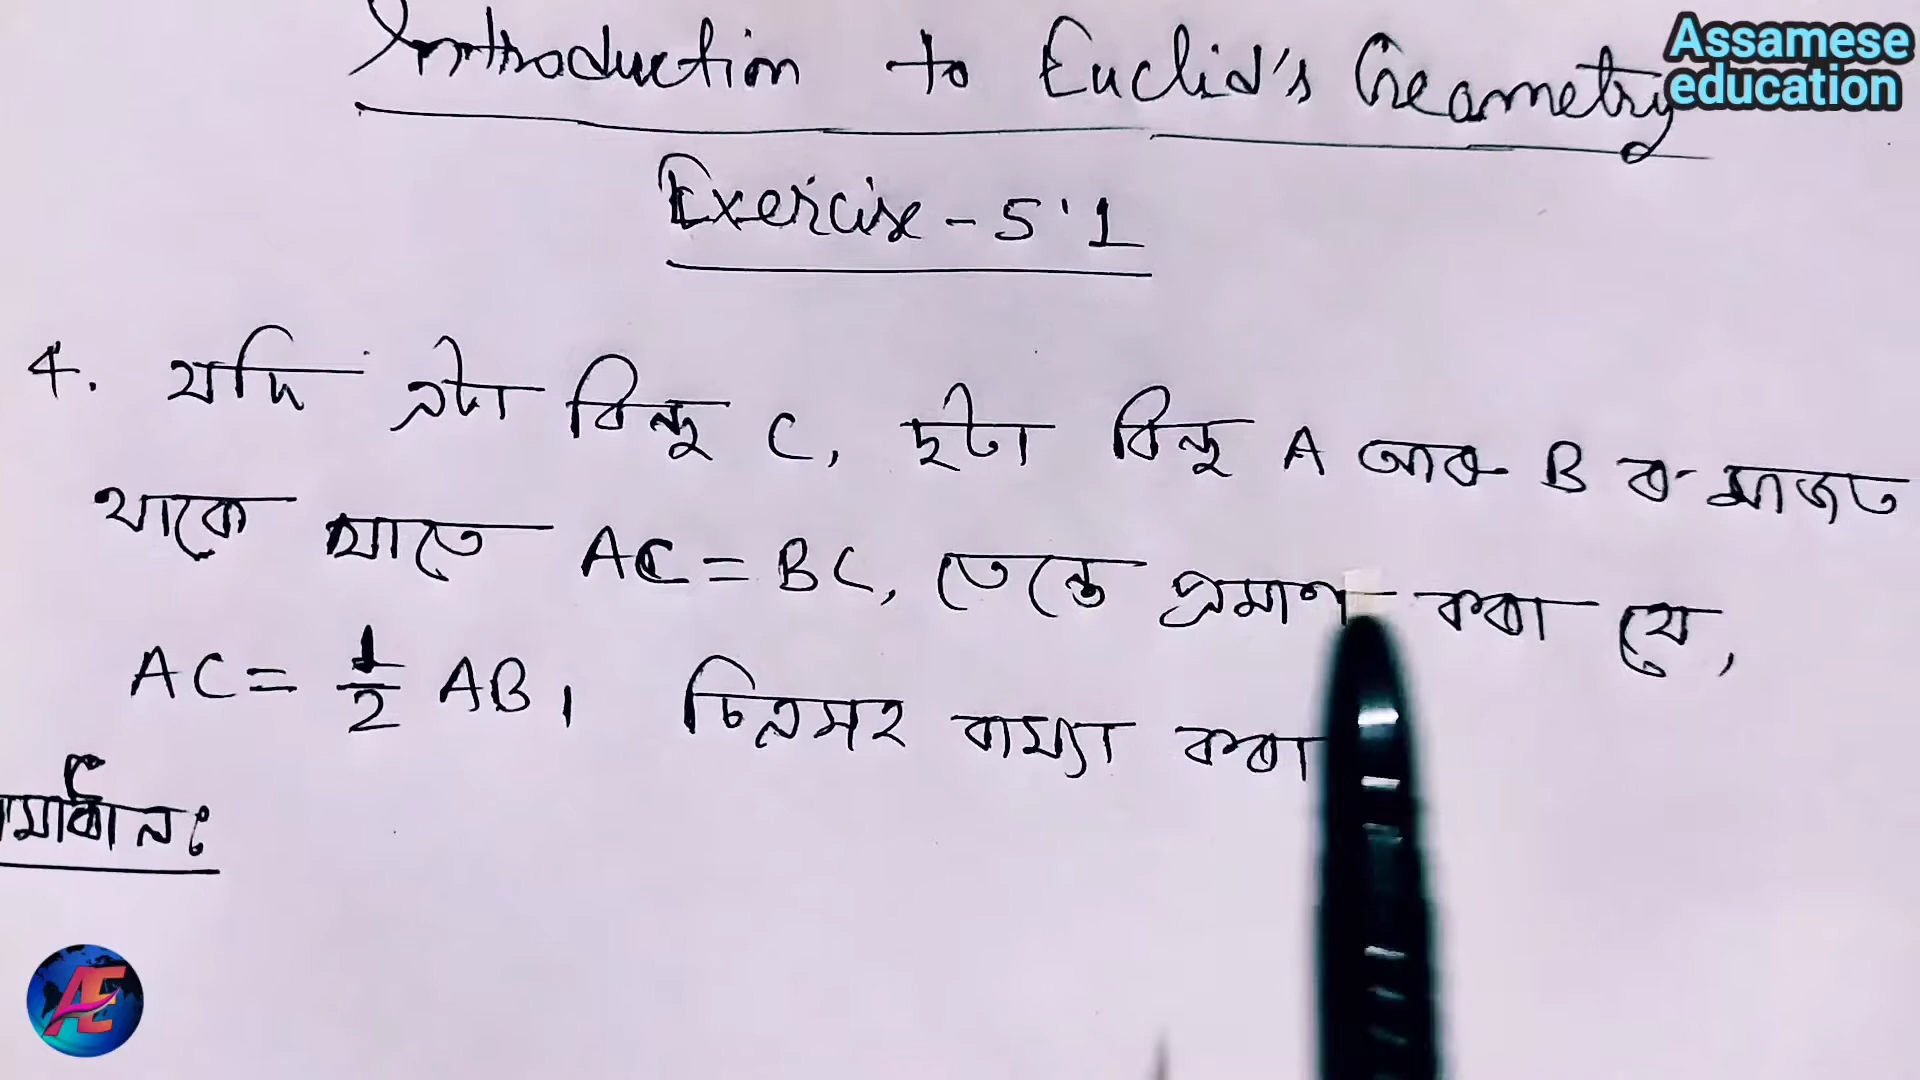 Introduction to Euclid's Geometry
Assamese
education
Exercise - 5.1
4. যদি এটা বিন্দু C, দুটা বিন্দু A আৰু B ৰ মাজত
থাকে যাতে AC = BC, তেন্তে প্ৰমাণ কৰা যে,
AC = 1/2 AB, চিত্ৰসহ ব্যাখ্যা কৰা
সমাধানঃ
AE